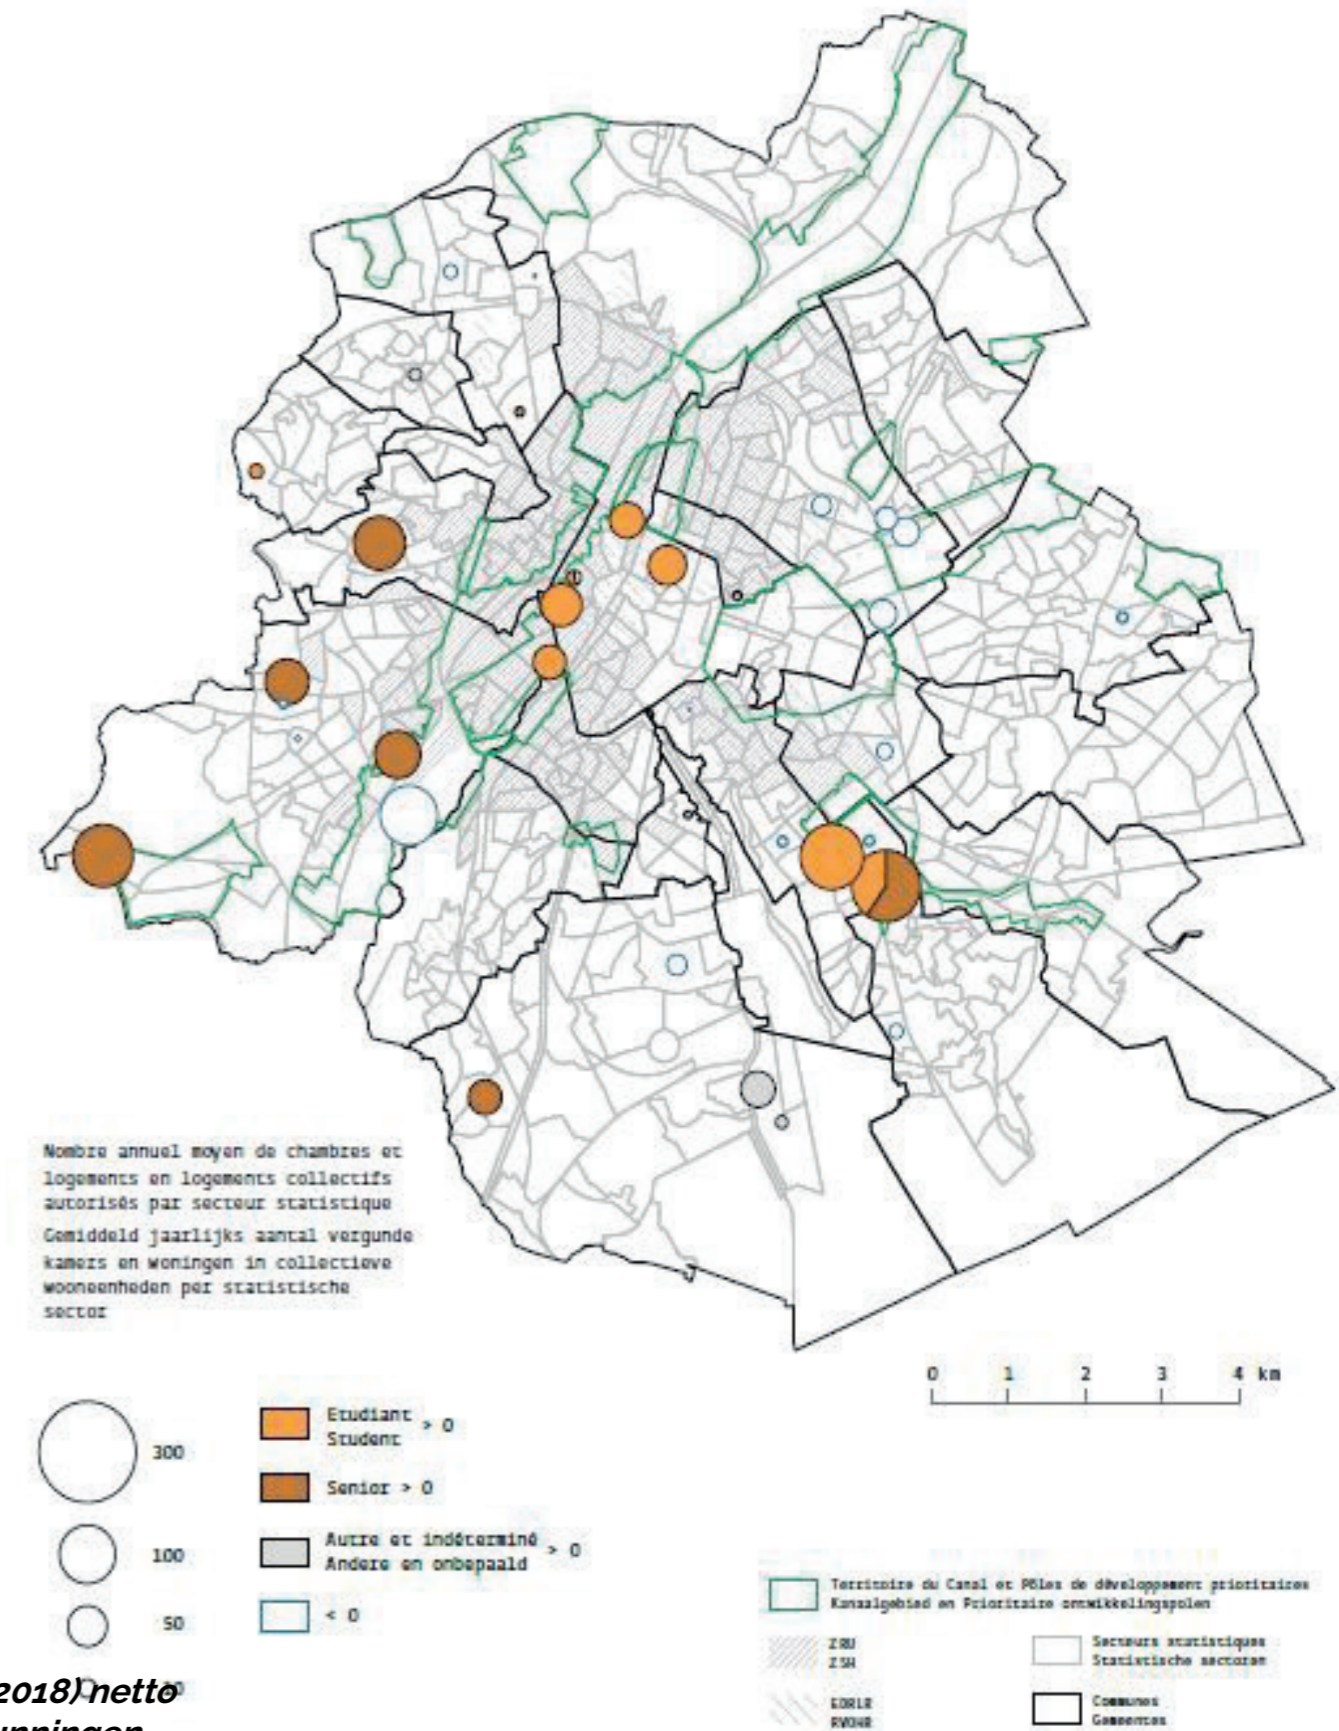 Nombre annuel moyen de chambres et
logements en logements collectifs
autorisés par secteur statistique
Gemiddeld jaarlijks aantal vergunde
kamers en woningen in collectieve
wooneenheden per statistische
sector
0 1 2 3 4 km
300
100
50
Etudiant
Student > 0
Senior > 0
Autre et indéterminé
Andere en onbepaald > 0
< 0
Territoire du Canal et Pôles de développement prioritaires
Kanaalgebied en Prioritaire ontwikkelingspolen
ZRU
ZSH
Secteurs statistiques
Statistische sectoren
EDRLR
RVOHR
Communes
Gemeentes
2018) netto